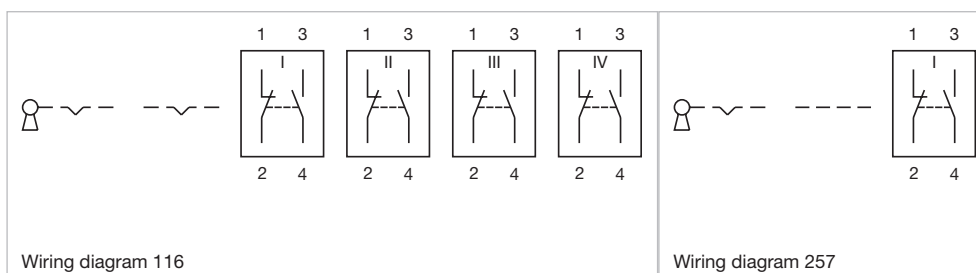 1 3 1 3 1 3 1 3
I II III IV
2 4 2 4 2 4 2 4
Wiring diagram 116
1 3
I
2 4
Wiring diagram 257